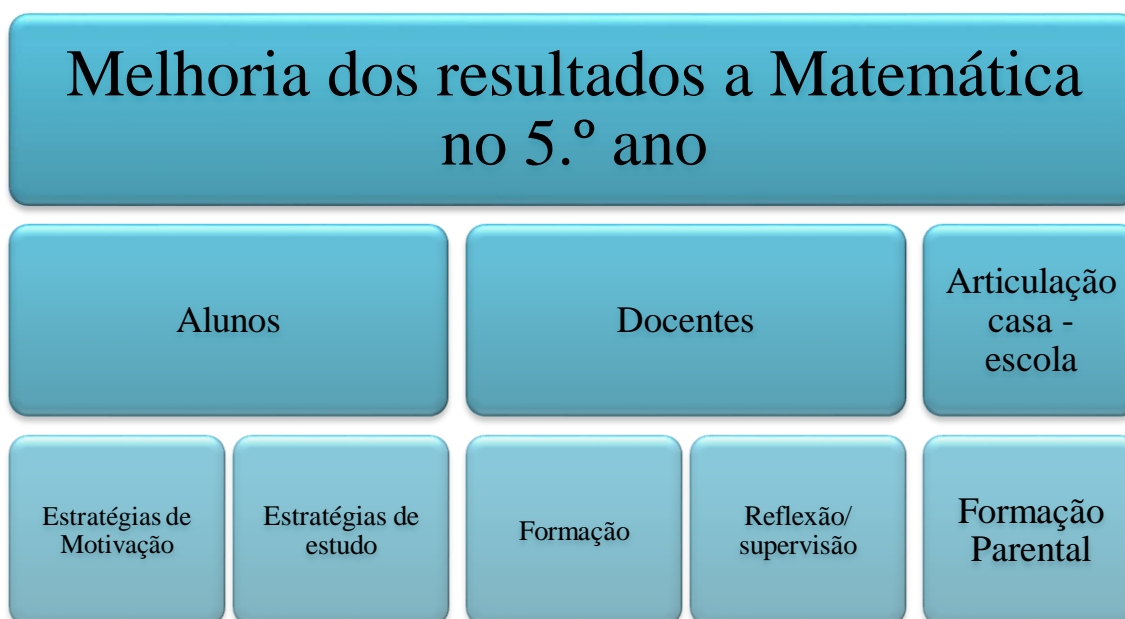 Melhoria dos resultados a Matemática
no 5.º ano
Alunos
Docentes
Articulação
casa -
escola
Estratégias de
Motivação
Estratégias de
estudo
Formação
Reflexão/
supervisão
Formação
Parental